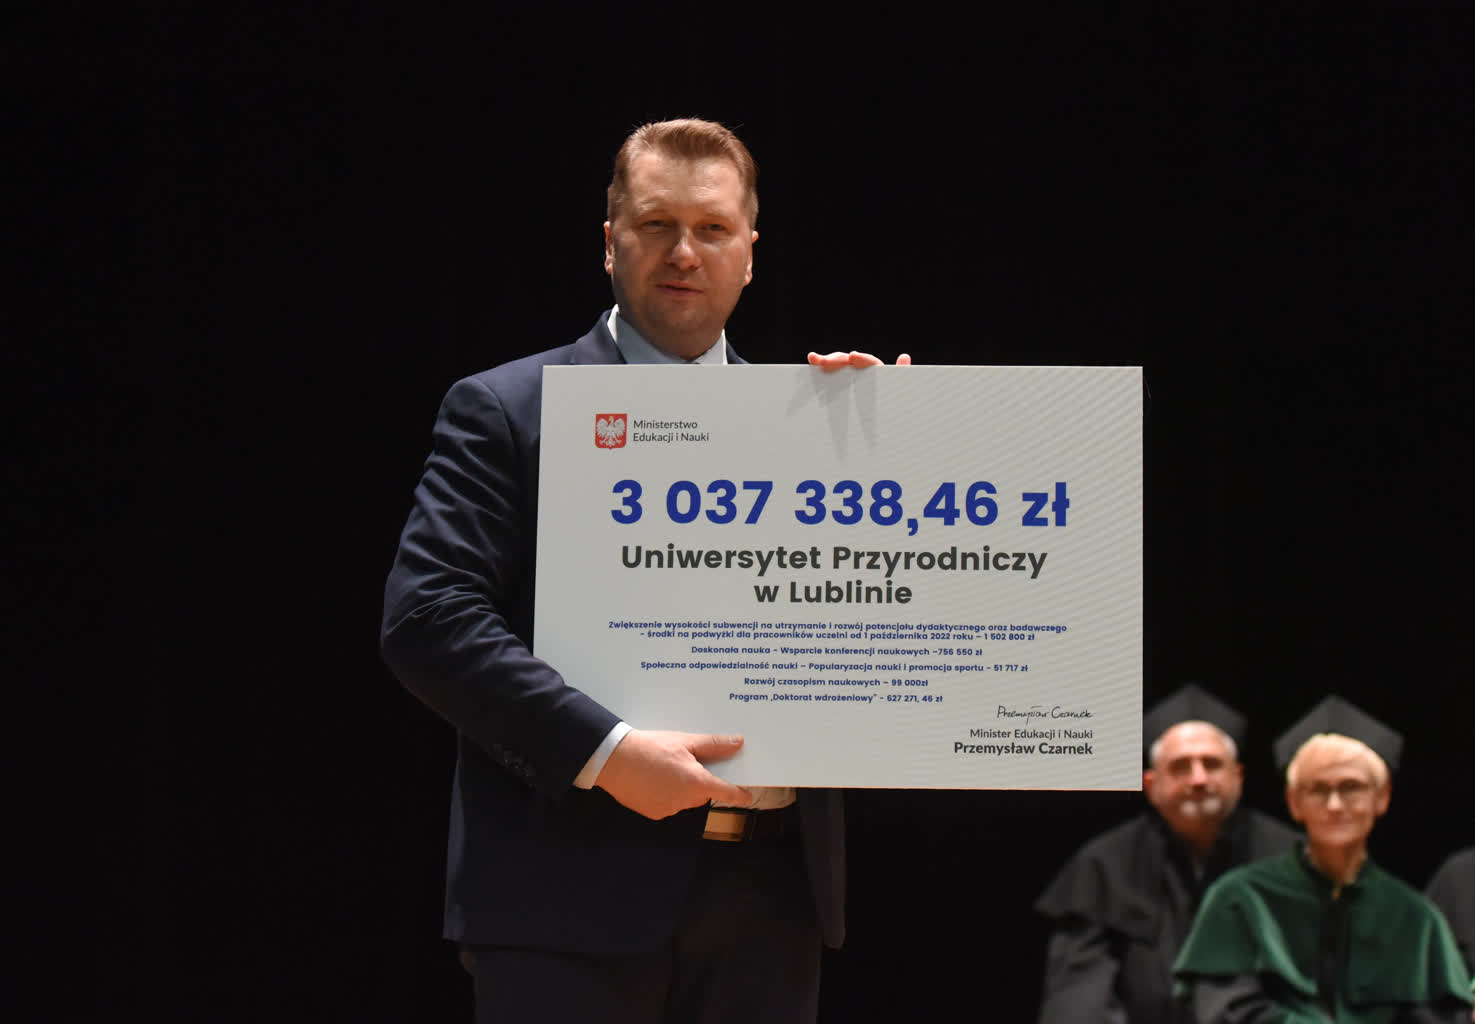 Ministerstwo
Edukacji i Nauki
3 037 338,46 zł
Uniwersytet Przyrodniczy
w Lublinie
Zwiększenie wysokości subwencji na utrzymanie i rozwój potencjału dydaktycznego oraz badawczego
- środki na podwyżki dla pracowników uczelni od 1 października 2022 roku – 1 502 800 zł
Doskonała nauka - Wsparcie konferencji naukowych –756 550 zł
Społeczna odpowiedzialność nauki – Popularyzacja nauki i promocja sportu - 51 717 zł
Rozwój czasopism naukowych – 99 000zł
Program „Doktorat wdrożeniowy" - 627 271, 46 zł
Przemysław Czarnek
Minister Edukacji i Nauki
Przemysław Czarnek